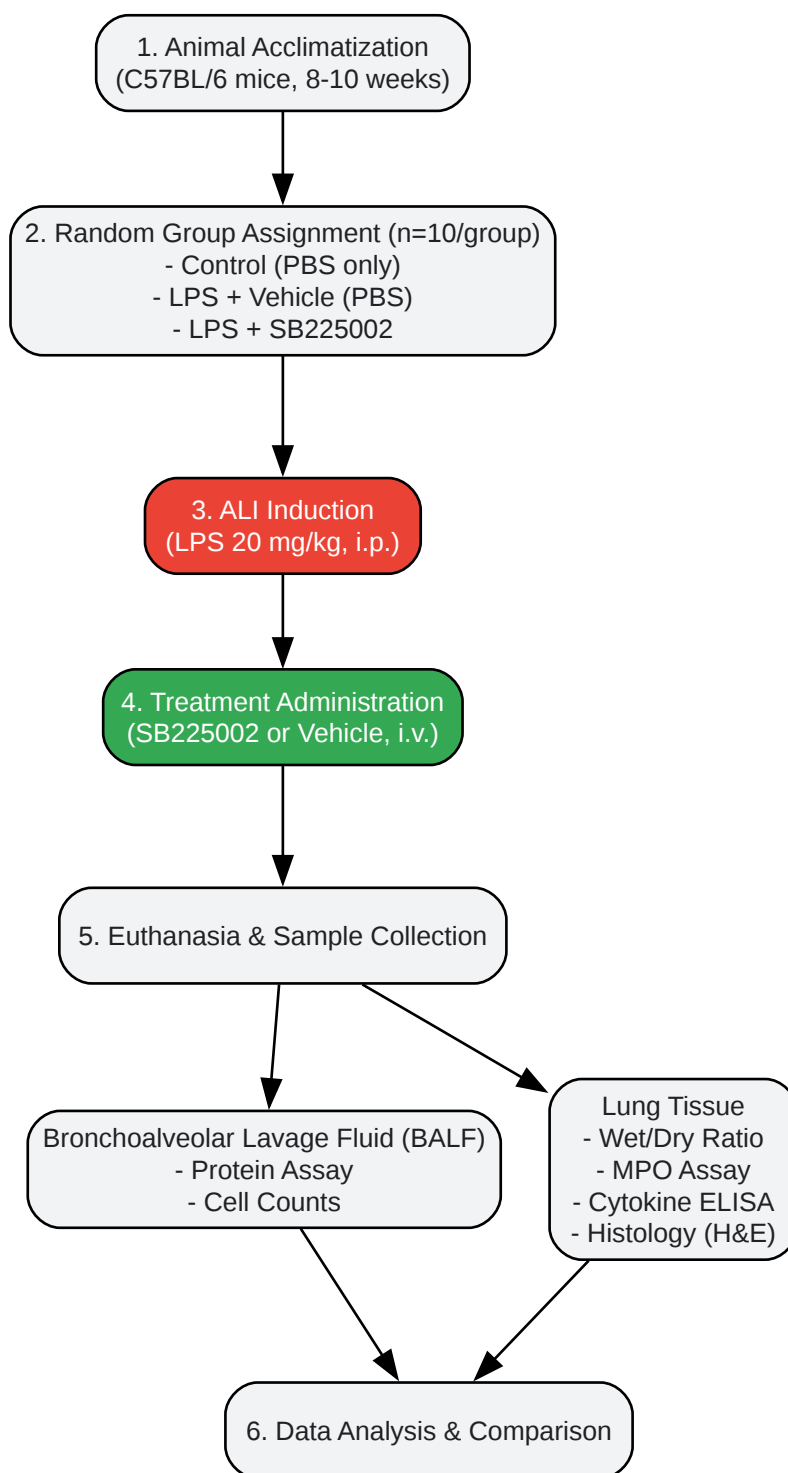 1. Animal Acclimatization
(C57BL/6 mice, 8-10 weeks)
2. Random Group Assignment (n=10/group)
- Control (PBS only)
- LPS + Vehicle (PBS)
- LPS + SB225002
3. ALI Induction
(LPS 20 mg/kg, i.p.)
4. Treatment Administration
(SB225002 or Vehicle, i.v.)
5. Euthanasia & Sample Collection
Bronchoalveolar Lavage Fluid (BALF)
- Protein Assay
- Cell Counts
Lung Tissue
- Wet/Dry Ratio
- MPO Assay
- Cytokine ELISA
- Histology (H&E)
6. Data Analysis & Comparison